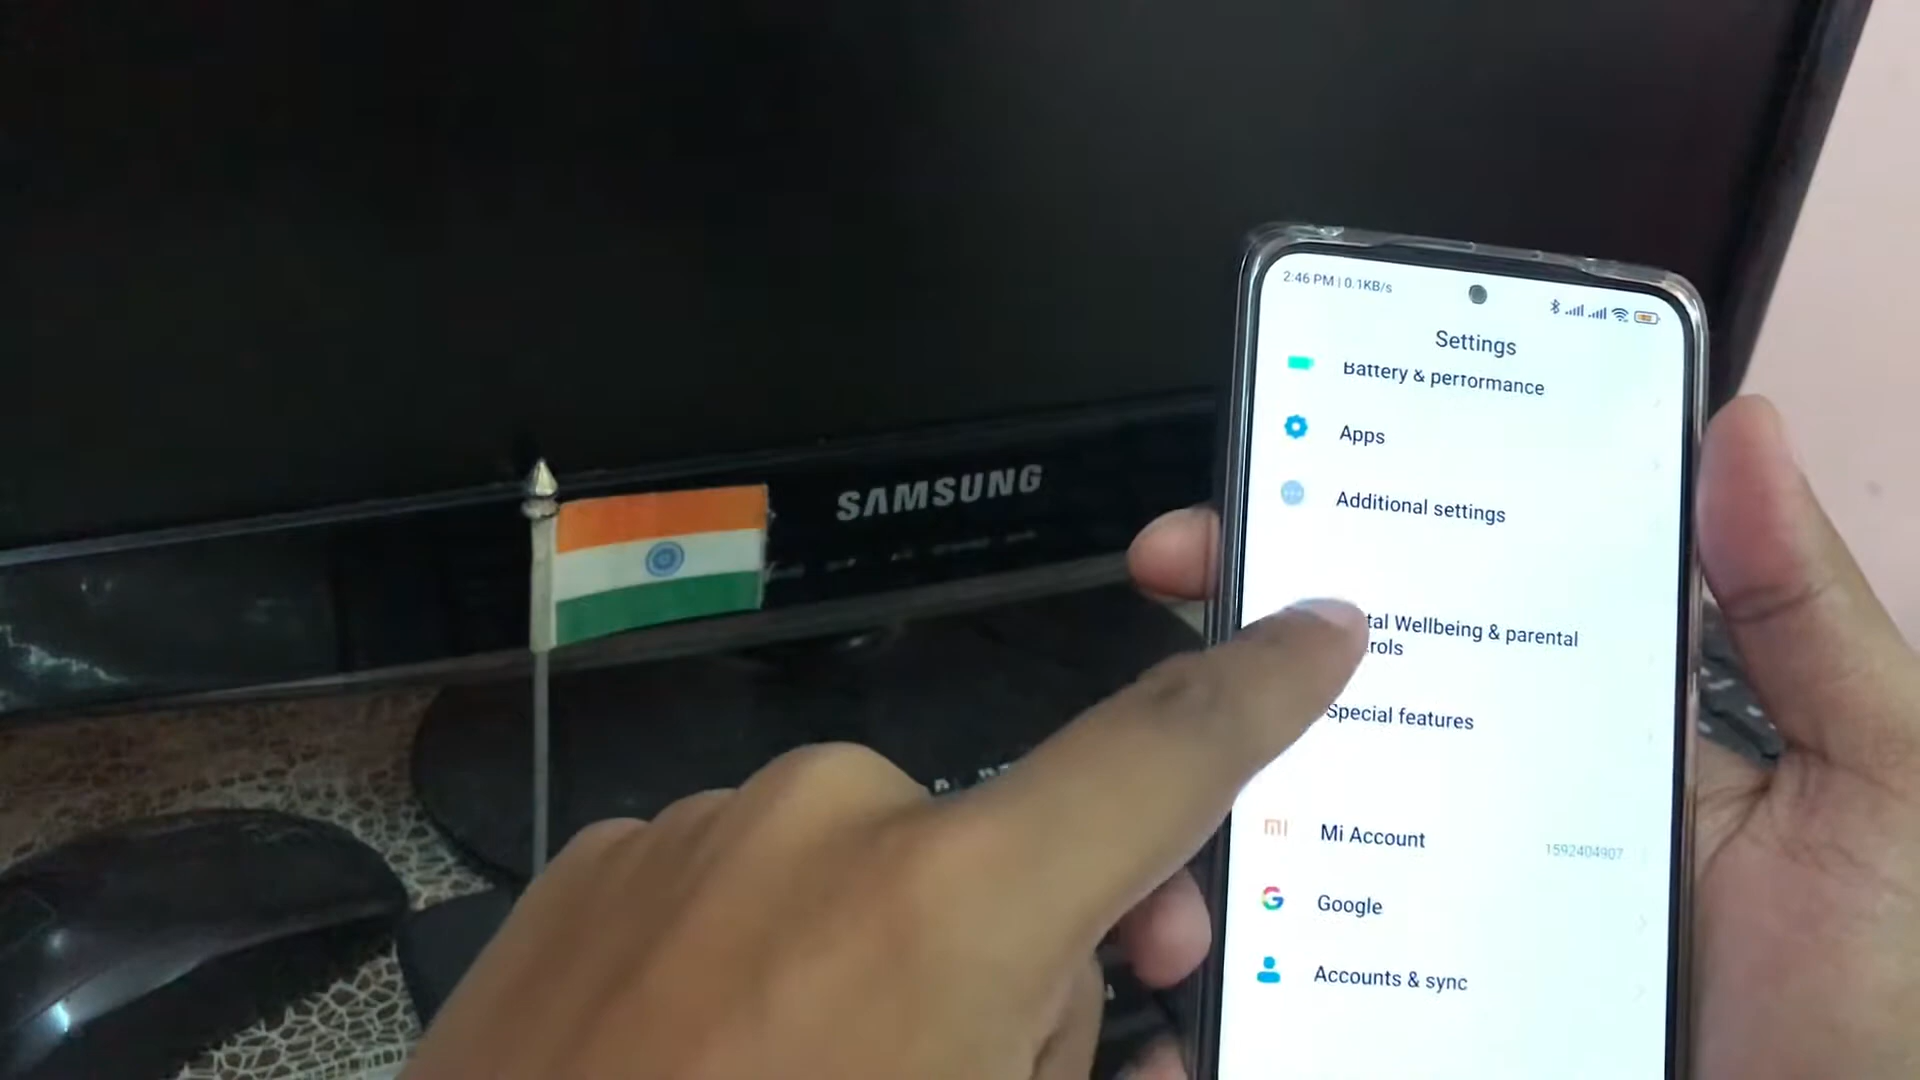 SAMSUNG
2:46 PM | 0.1KB/s
Settings
Battery & performance
Apps
Additional settings
tal Wellbeing & parental
rols
Special features
Mi Account
1592404907
Google
Accounts & sync